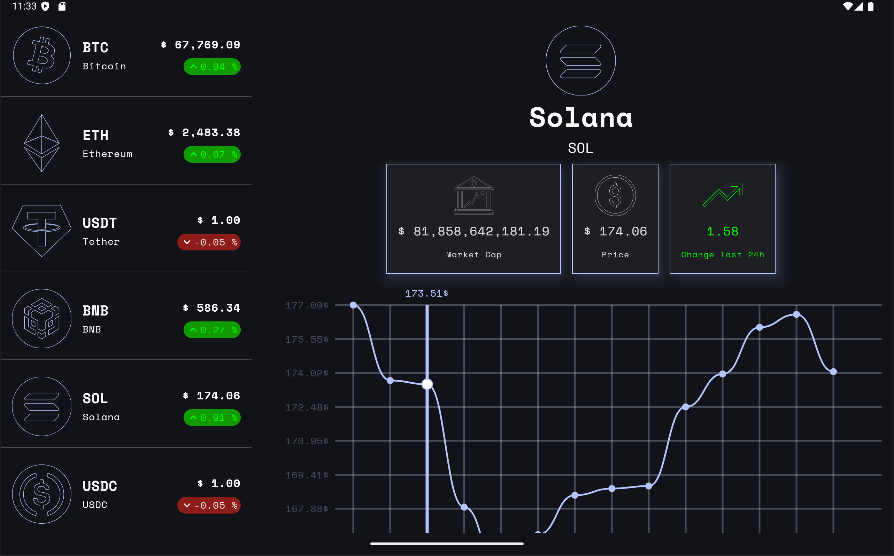 11:33
BTC
$ 67,769.09
Bitcoin
0.94 %
ETH
$ 2,483.38
Ethereum
0.07 %
USDT
$ 1.00
Tether
-0.05 %
BNB
$ 586.34
BNB
0.27 %
SOL
$ 174.06
Solana
0.91 %
USDC
$ 1.00
USDC
-0.05 %
Solana
SOL
$ 81,858,642,181.19
Market Cap
$ 174.06
Price
1.58
Change last 24h
173.51$
177.09$
175.55$
174.02$
172.48$
170.95$
169.41$
167.88$